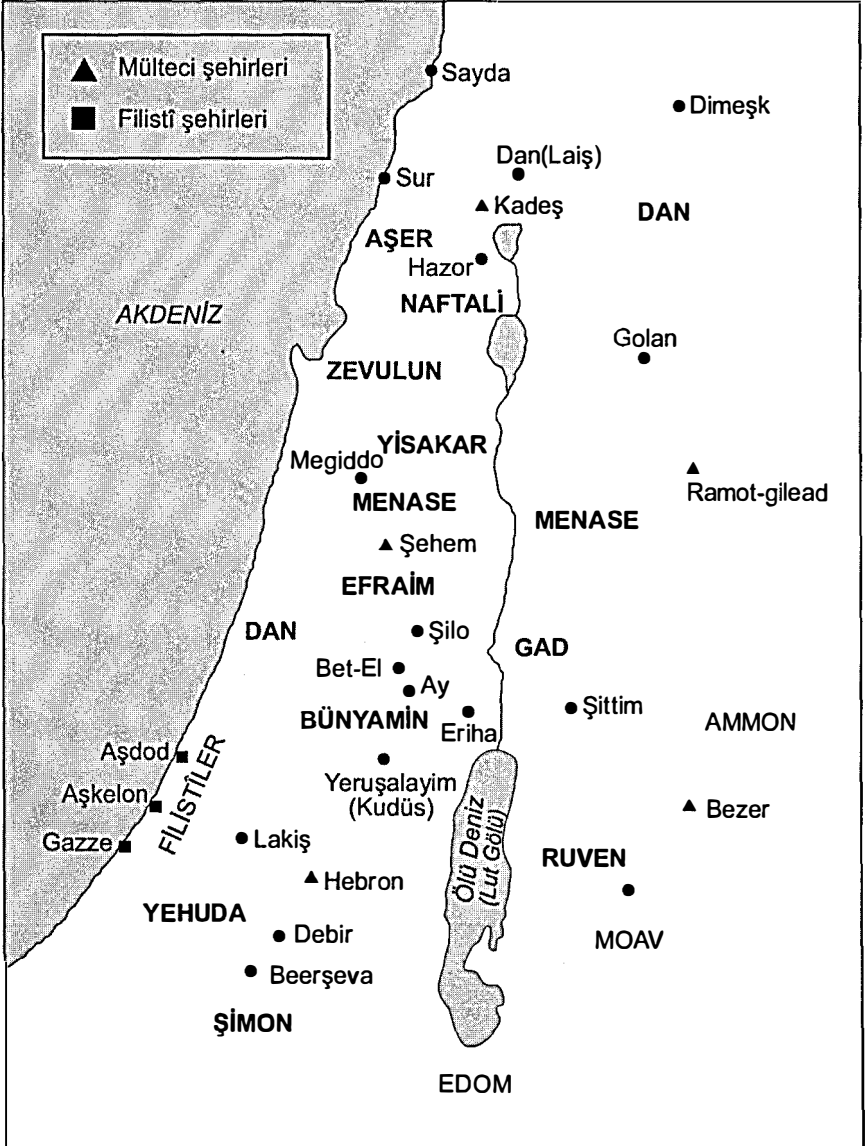 Mülteci şehirleri
Filistî şehirleri
Sayda
Dimeşk
Dan(Laiş)
Sur
Kadeş
DAN
AŞER
Hazor
NAFTALİ
AKDENİZ
Golan
ZEVULUN
YİSAKAR
Megiddo
Ramot-gilead
MENASE
MENASE
Şehem
EFRAİM
DAN
Şilo
GAD
Bet-El
Ay
Şittim
BÜNYAMİN
Eriha
AMMON
Aşdod
FİLİSTÎLER
Yeruşalayim
(Kudüs)
Aşkelon
Ölü Deniz
(Lut Gölü)
Bezer
Gazze
Lakiş
RUVEN
Hebron
YEHUDA
Debir
MOAV
Beerşeva
ŞİMON
EDOM